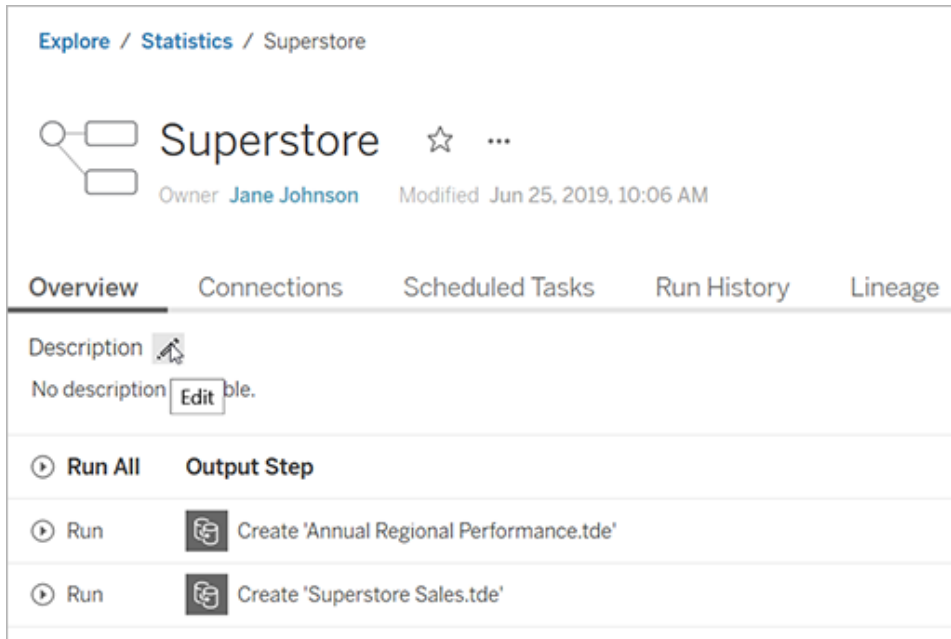 Explore / Statistics / Superstore
Superstore ...
Owner Jane Johnson Modified Jun 25, 2019, 10:06 AM
Overview Connections Scheduled Tasks Run History Lineage
Description
No description ble.
Edit
Run All Output Step
Run Create 'Annual Regional Performance.tde'
Run Create 'Superstore Sales.tde'